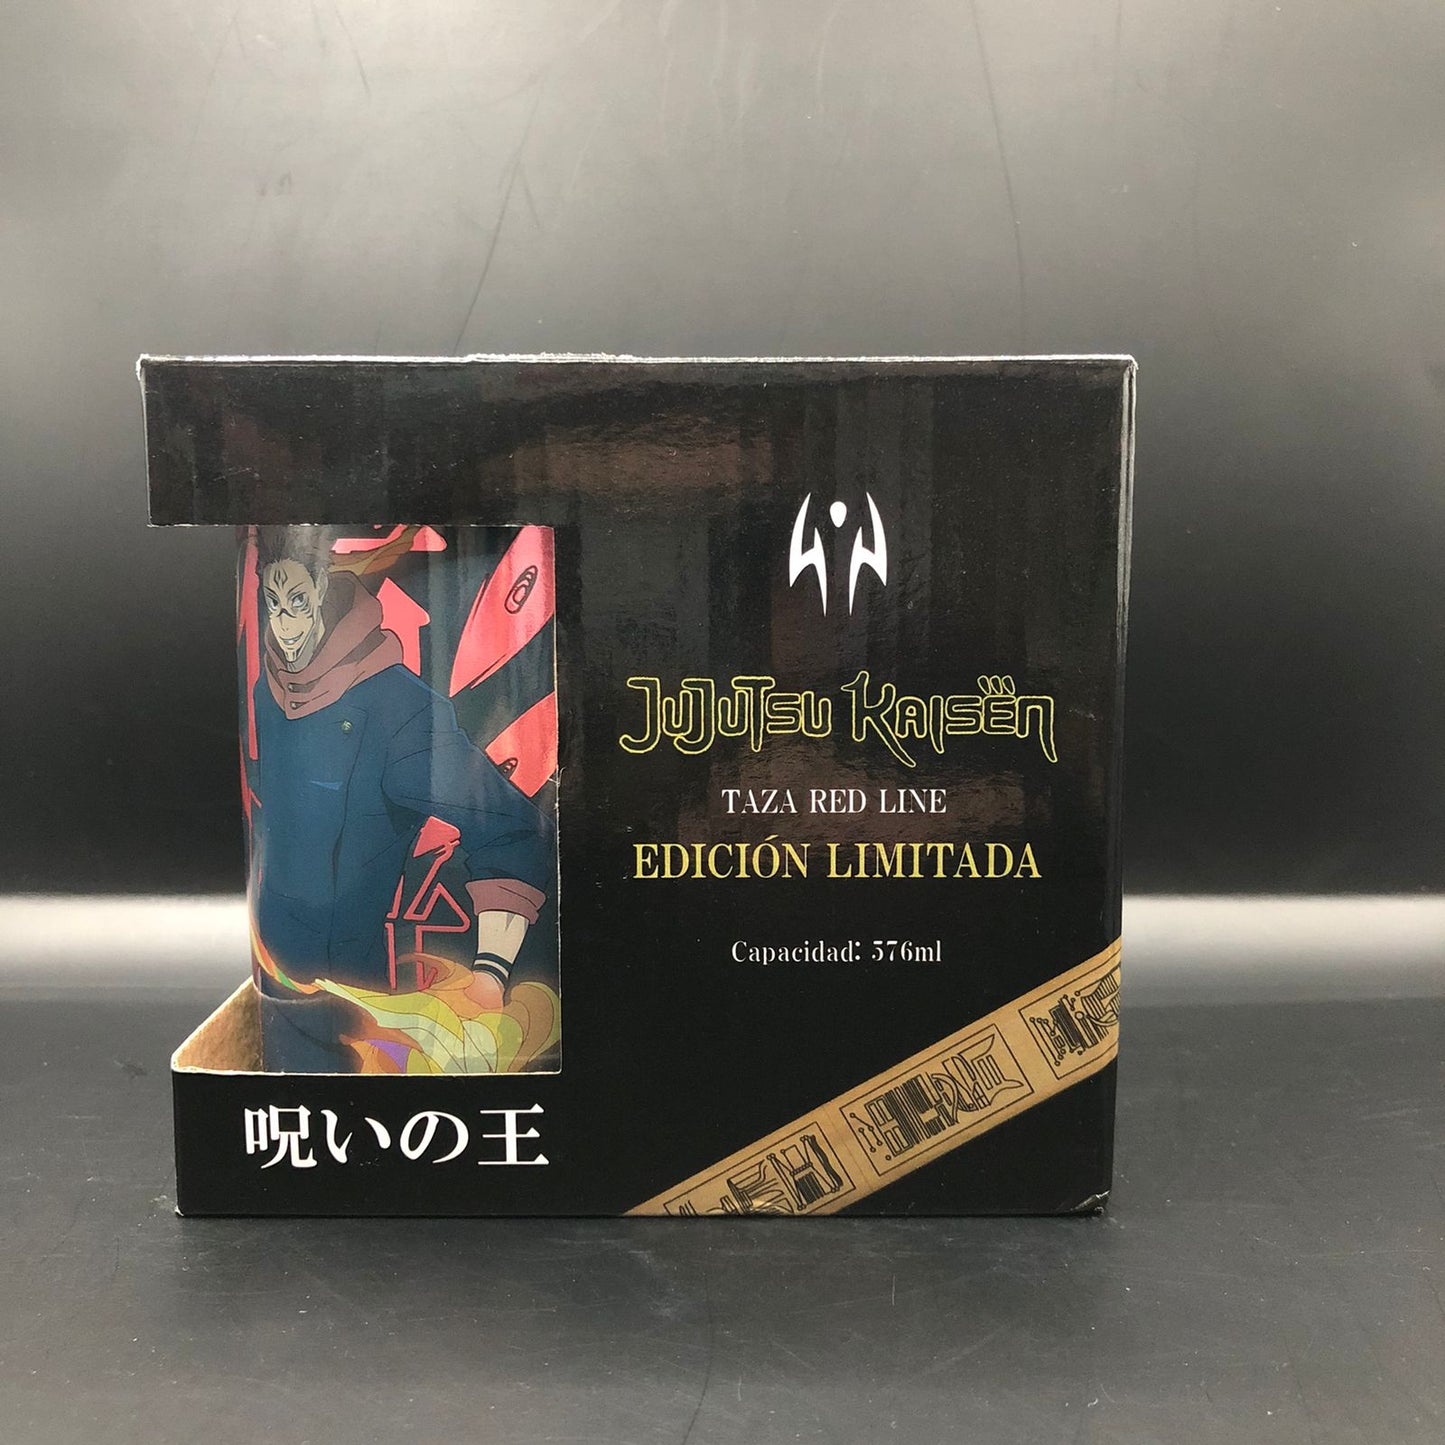 JUJUTSU KAISEN
TAZA RED LINE
EDICIÓN LIMITADA
Capacidad: 576ml
呪いの王